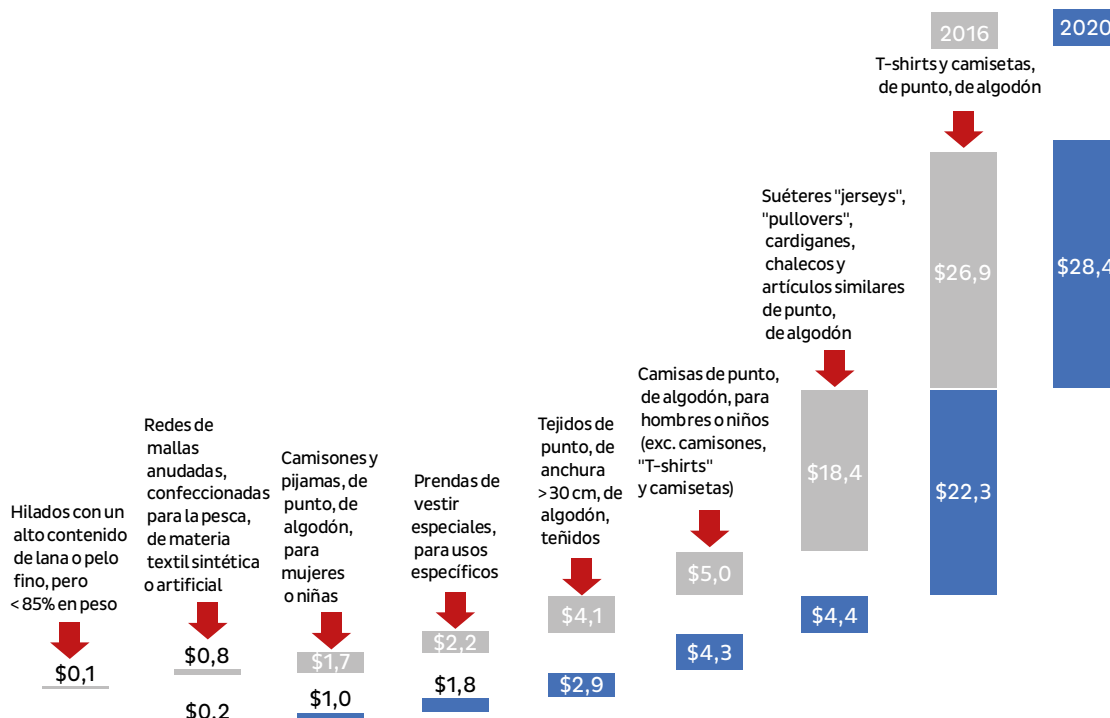 2016
2020
T-shirts y camisetas,
de punto, de algodón
$26,9
$28,4
$22,3
Suéteres "jerseys",
"pullovers",
cardiganes,
chalecos y
artículos similares
de punto,
de algodón
$18,4
$4,4
Camisas de punto,
de algodón, para
hombres o niños
(exc. camisones,
"T-shirts"
y camisetas)
$5,0
$4,3
Tejidos de
punto, de
anchura
>30 cm, de
algodón,
teñidos
$4,1
$2,9
Prendas de
vestir
especiales,
para usos
específicos
$2,2
$1,8
Camisones y
pijamas, de
punto, de
algodón,
para
mujeres
o niñas
$1,7
$1,0
Redes de
mallas
anudadas,
confeccionadas
para la pesca,
de materia
textil sintética
o artificial
$0,8
$0,2
Hilados con un
alto contenido
de lana o pelo
fino, pero
< 85% en peso
$0,1